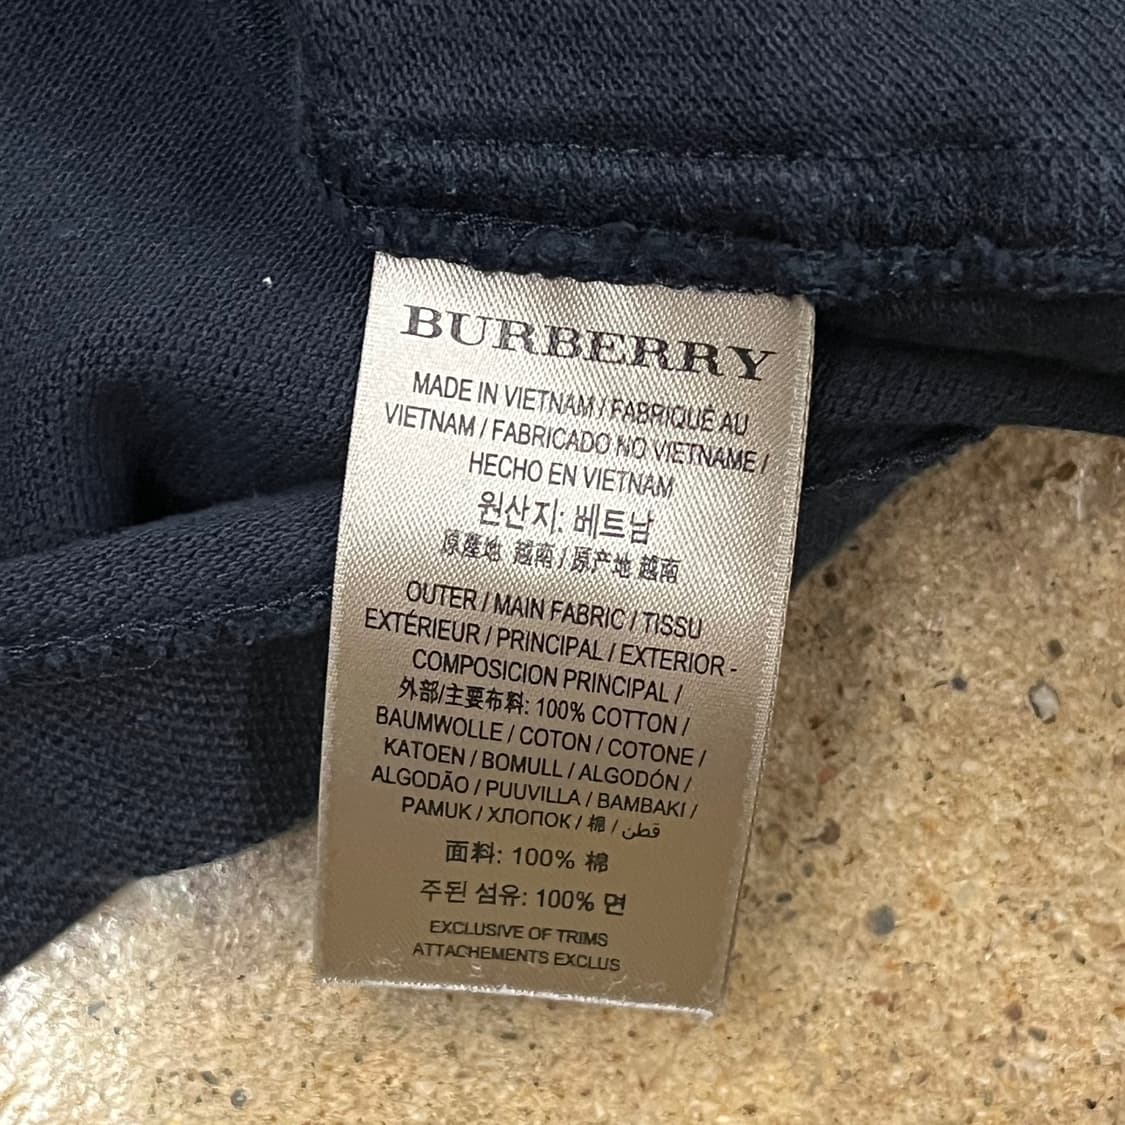 BURBERRY
MADE IN VIETNAM / FABRIQUÉ AU
VIETNAM / FABRICADO NO VIETNAME /
HECHO EN VIETNAM
원산지: 베트남
原產地 越南 / 原产地 越南
OUTER / MAIN FABRIC / TISSU
EXTÉRIEUR / PRINCIPAL / EXTERIOR -
COMPOSICION PRINCIPAL /
外部/主要布料: 100% COTTON /
BAUMWOLLE / COTON / COTONE /
KATOEN / BOMULL / ALGODÓN /
ALGODÃO / PUUVILLA / BAMBAKI /
PAMUK / ХЛОПОК / 棉 / قطن
面料: 100% 棉
주된 섬유: 100% 면
EXCLUSIVE OF TRIMS
ATTACHEMENTS EXCLUS